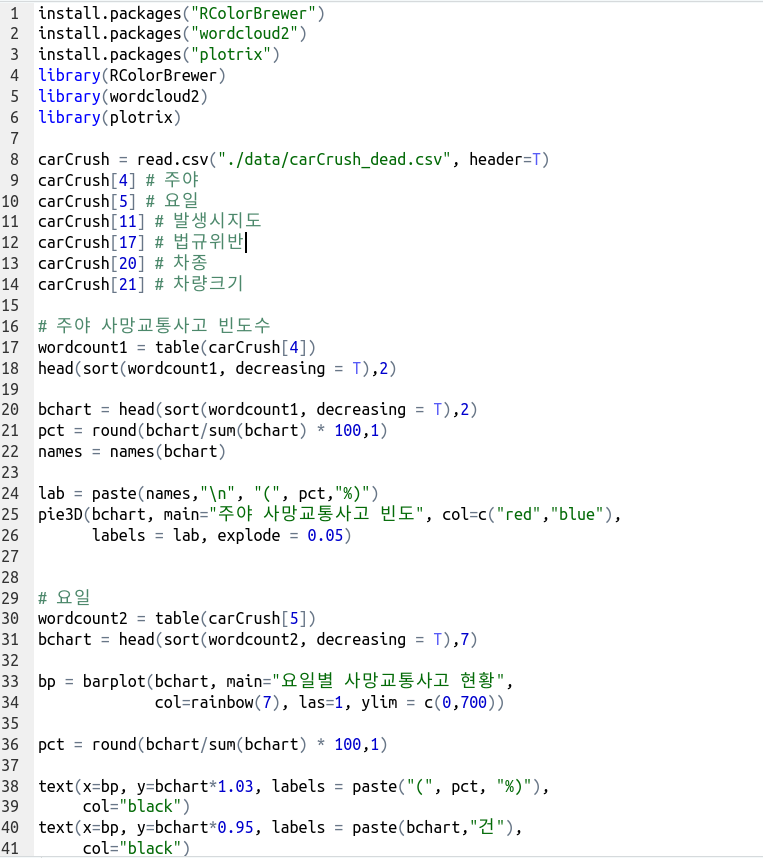 1 install.packages("RColorBrewer")
2 install.packages("wordcloud2")
3 install.packages("plotrix")
4 library(RColorBrewer)
5 library(wordcloud2)
6 library(plotrix)
7
8 carCrush = read.csv("./data/carCrush_dead.csv", header=T)
9 carCrush[4] # 주야
10 carCrush[5] # 요일
11 carCrush[11] # 발생시지도
12 carCrush[17] # 법규위반
13 carCrush[20] # 차종
14 carCrush[21] # 차량크기
15
16 # 주야 사망교통사고 빈도수
17 wordcount1 = table(carCrush[4])
18 head(sort(wordcount1, decreasing = T),2)
19
20 bchart = head(sort(wordcount1, decreasing = T),2)
21 pct = round(bchart/sum(bchart) * 100,1)
22 names = names(bchart)
23
24 lab = paste(names,"\n", "(", pct,"%)")
25 pie3D(bchart, main="주야 사망교통사고 빈도", col=c("red","blue"),
26       labels = lab, explode = 0.05)
27
28
29 # 요일
30 wordcount2 = table(carCrush[5])
31 bchart = head(sort(wordcount2, decreasing = T),7)
32
33 bp = barplot(bchart, main="요일별 사망교통사고 현황",
34              col=rainbow(7), las=1, ylim = c(0,700))
35
36 pct = round(bchart/sum(bchart) * 100,1)
37
38 text(x=bp, y=bchart*1.03, labels = paste("(", pct, "%)"),
39      col="black")
40 text(x=bp, y=bchart*0.95, labels = paste(bchart,"건"),
41      col="black")